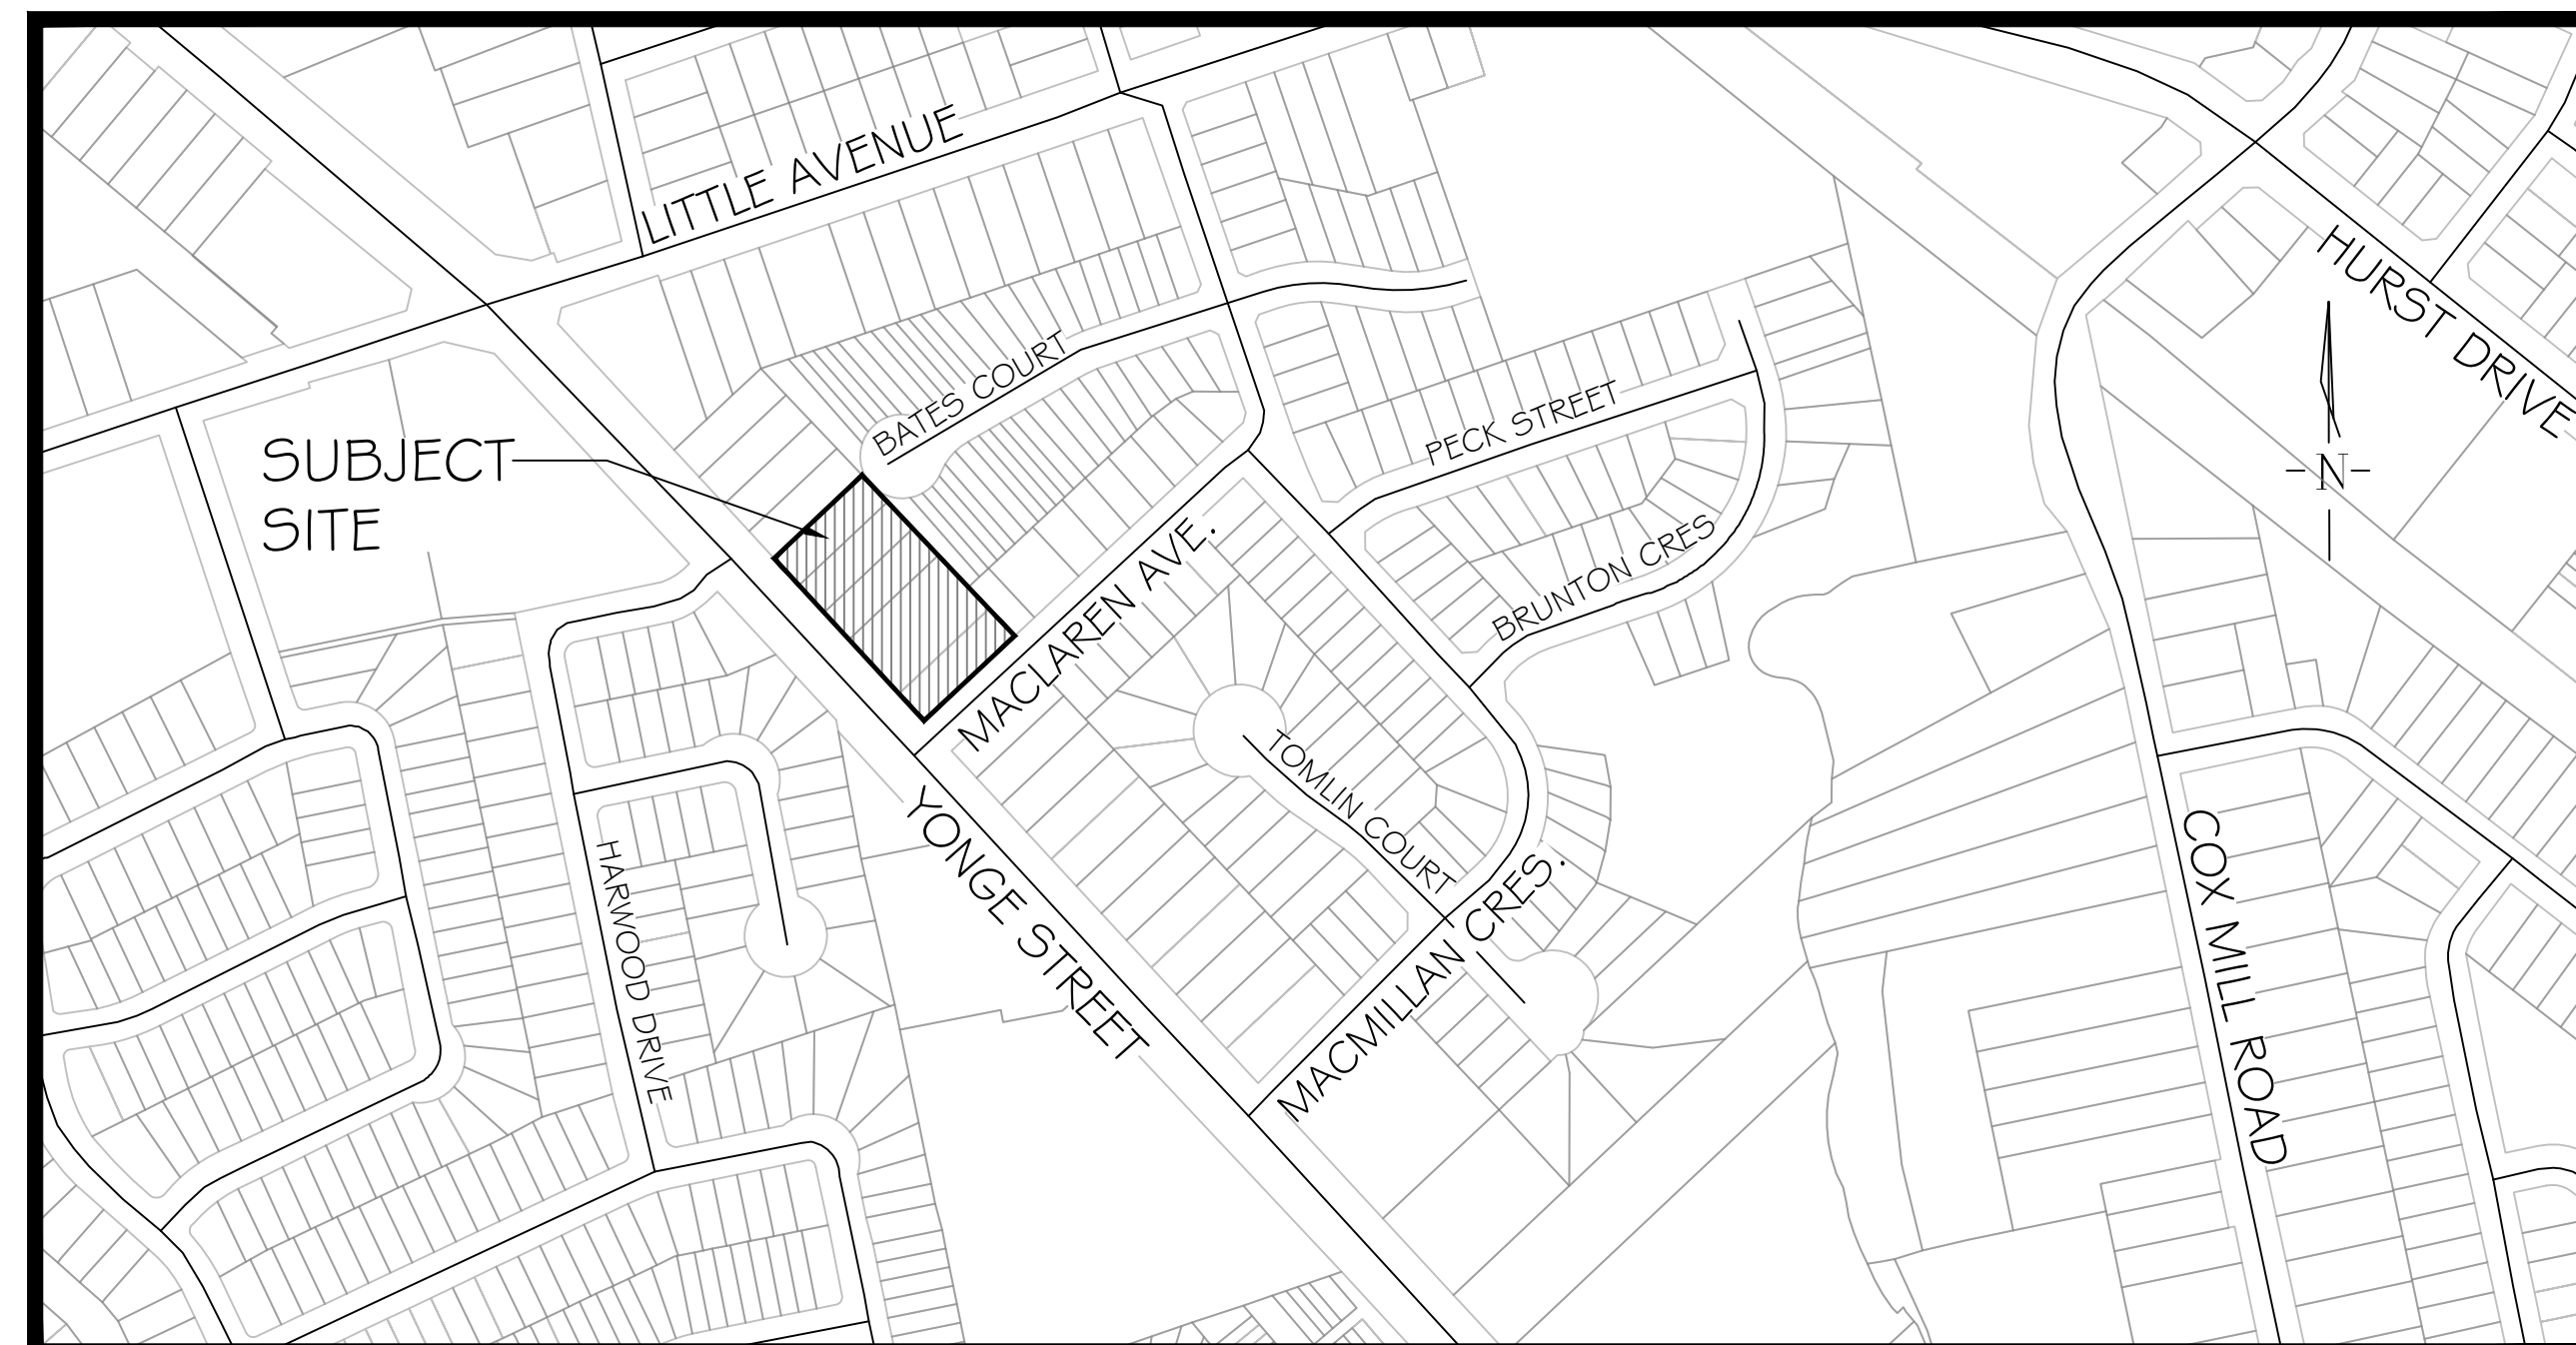 LITTLE AVENUE
HURST DRIVE
BATES COURT
SUBJECT
SITE
PECK STREET
-N-
MACLAREN AVE.
BRUNTON CRES
TOMLIN COURT
YONGE STREET
HARWOOD DRIVE
MACMILLAN CRES.
COX MILL ROAD